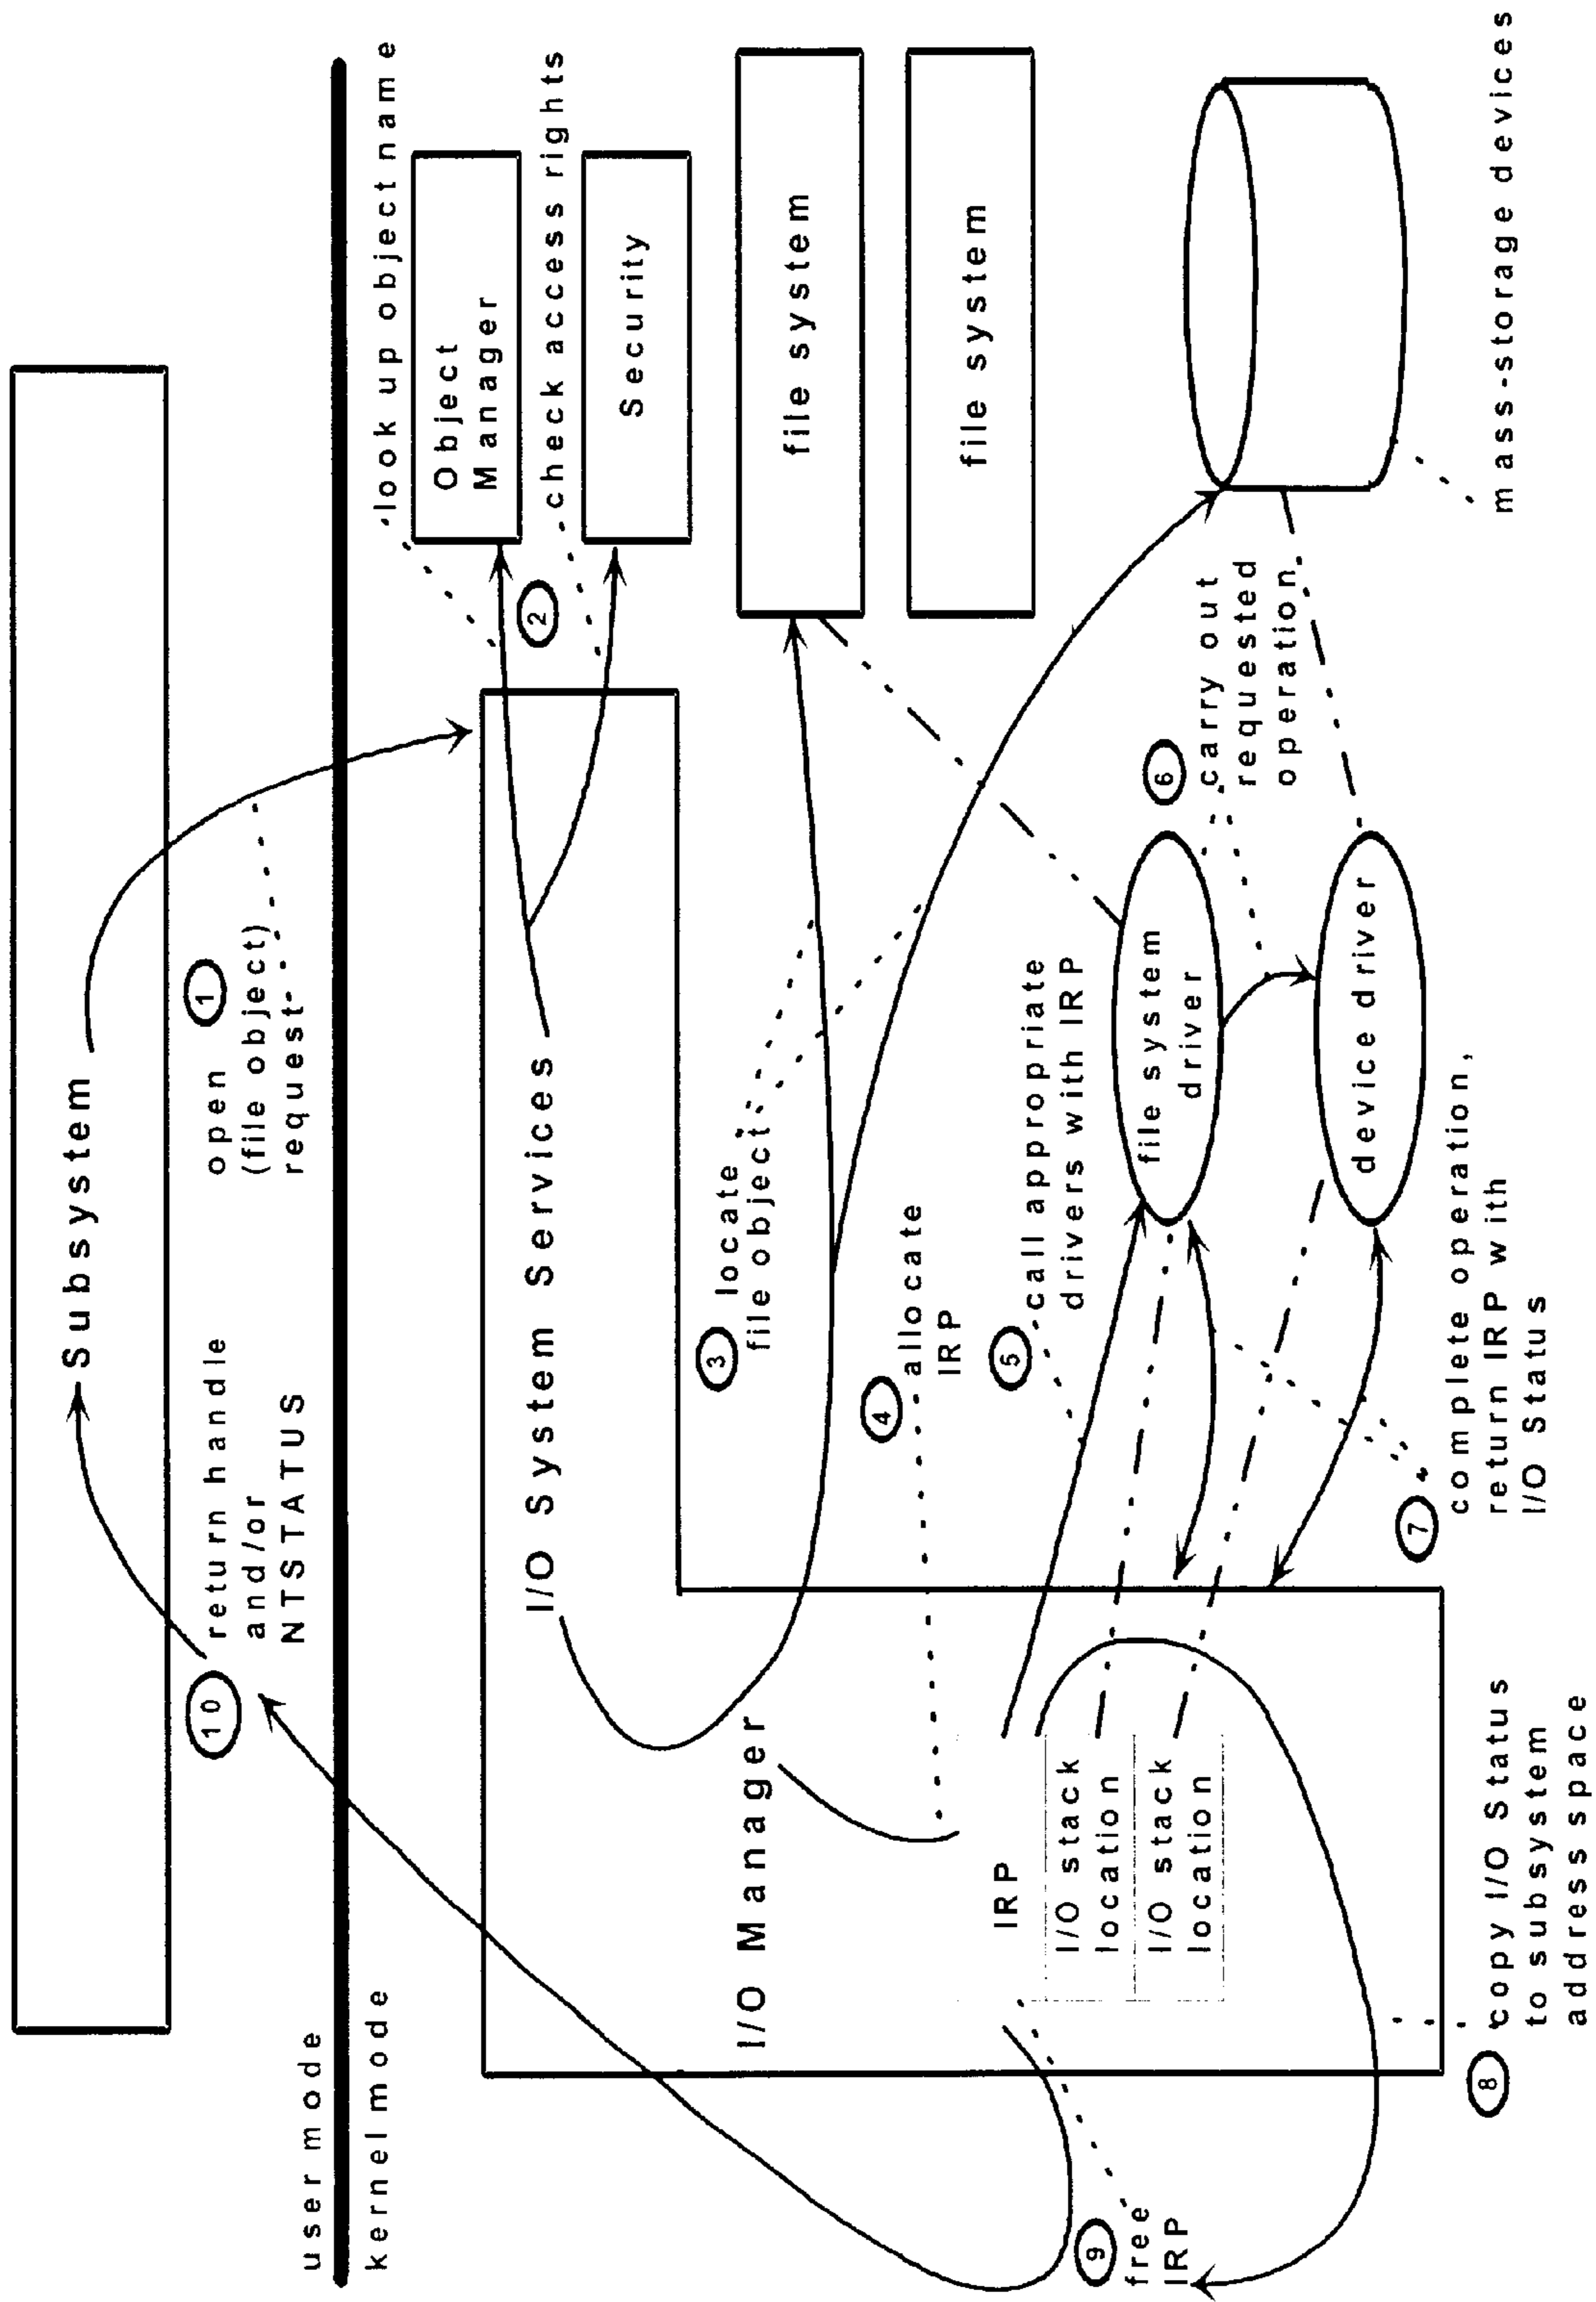 Subsystem
1
open
(file object)
request
10
return handle
and/or
NTSTATUS
user mode
kernel mode
look up object name
Object
Manager
2
check access rights
Security
I/O System Services
file system
file system
3
locate
file object
I/O Manager
4
allocate
IRP
5
call appropriate
drivers with IRP
6
carry out
requested
operation
file system
driver
device driver
IRP
I/O stack
location
I/O stack
location
7
complete operation,
return IRP with
I/O Status
8
copy I/O Status
to subsystem
address space
9
free
IRP
mass-storage devices